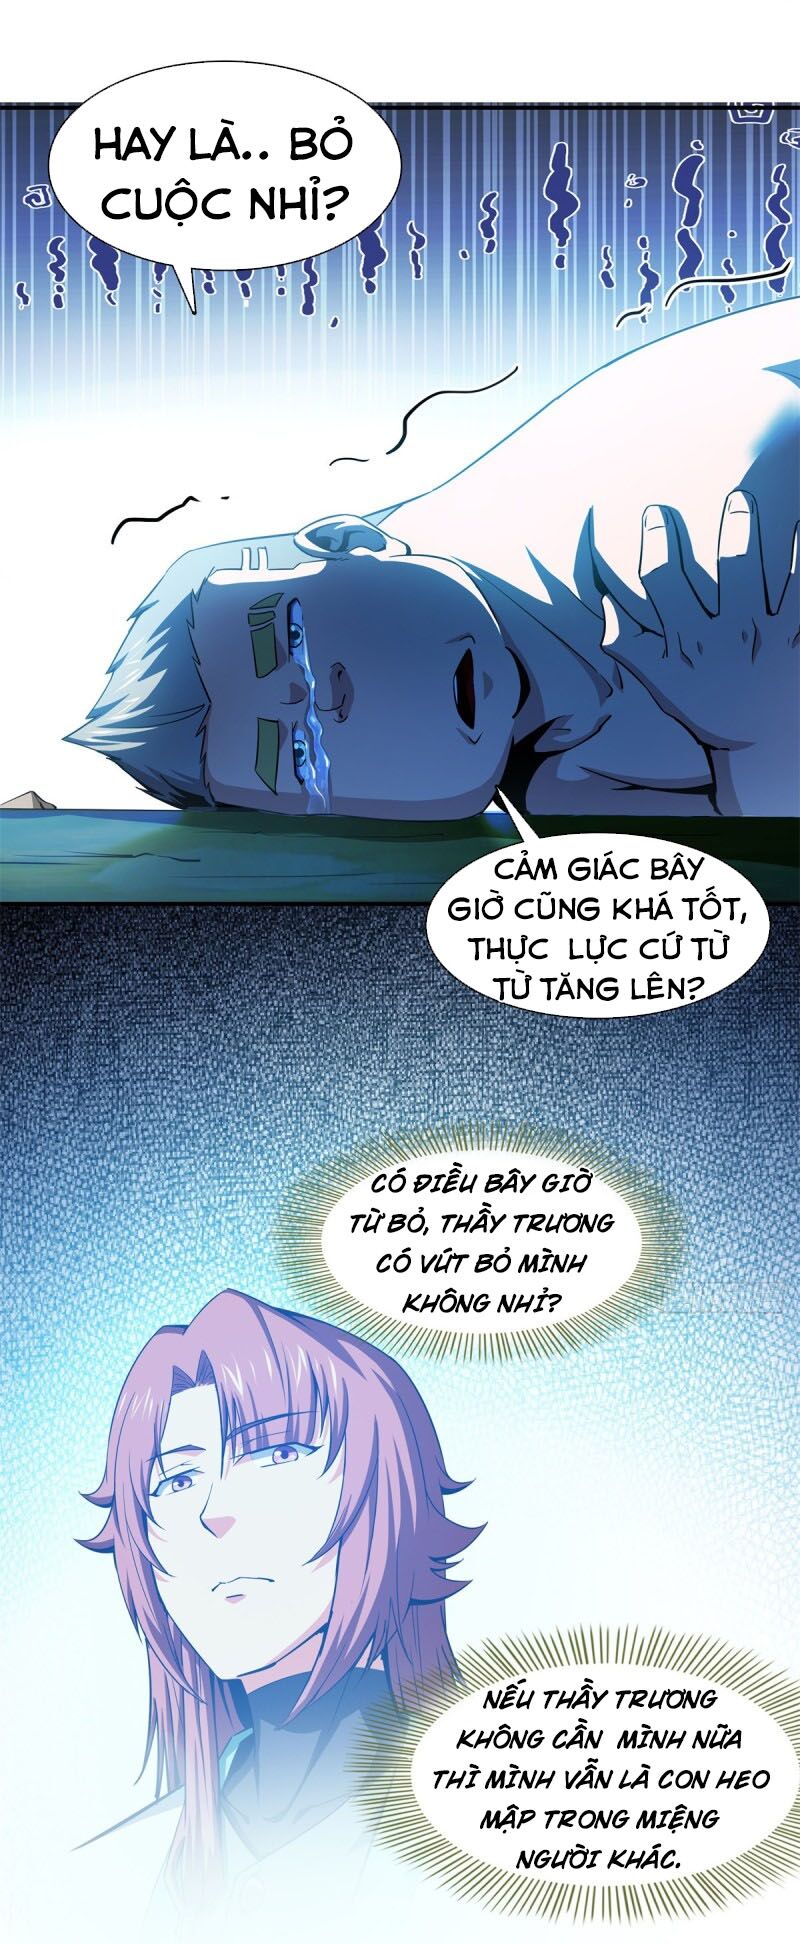 HAY LÀ.. BỎ
CUỘC NHỈ?
CẢM GIÁC BÂY
GIỜ CŨNG KHÁ TỐT,
THỰC LỰC CỨ TỪ
TỪ TĂNG LÊN?
CÓ ĐIỀU BÂY GIỜ
TỪ BỎ, THẦY TRƯƠNG
CÓ VỨT BỎ MÌNH
KHÔNG NHỈ?
NẾU THẦY TRƯƠNG
KHÔNG CẦN MÌNH NỮA
THÌ MÌNH VẪN LÀ CON HEO
MẬP TRONG MIỆNG
NGƯỜI KHÁC.